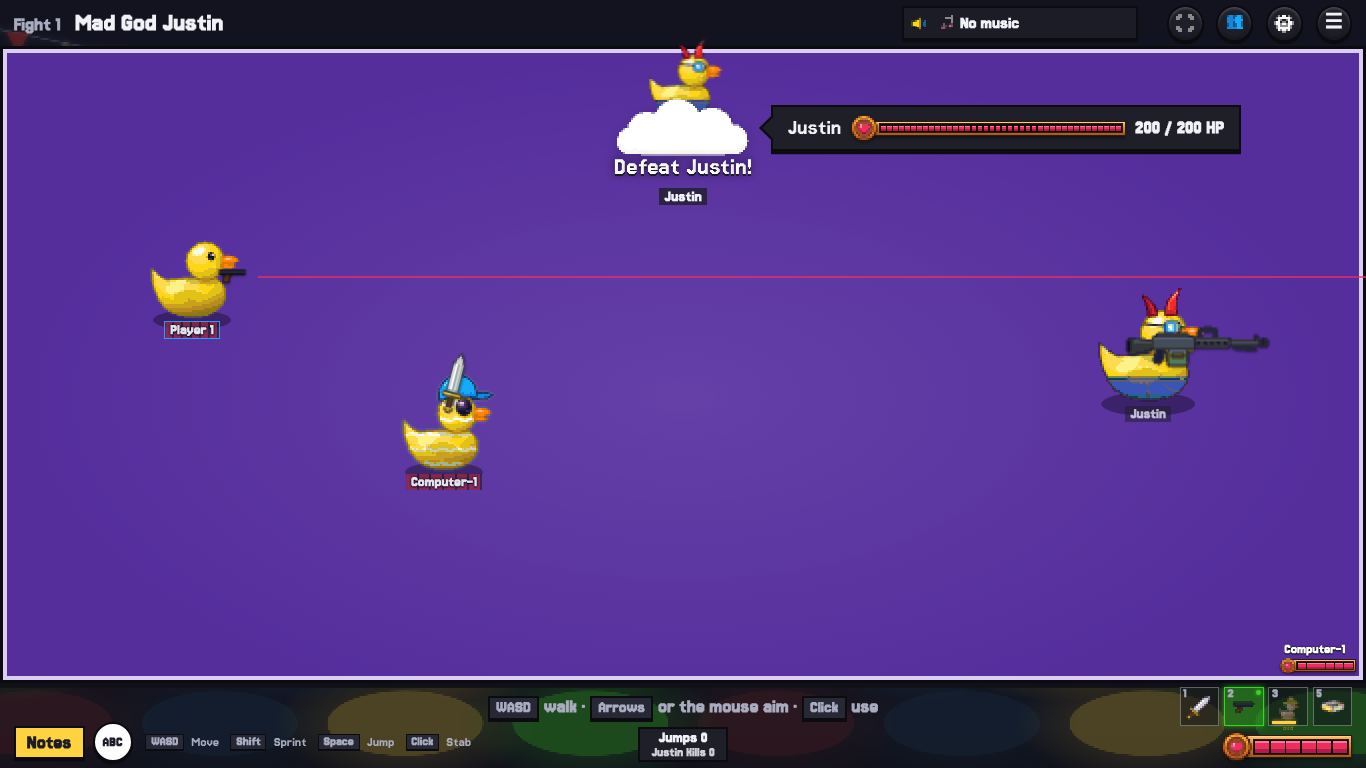 Fight 1 Mad God Justin
No music
Justin 200 / 200 HP
Defeat Justin!
Justin
Player 1
Justin
Computer-1
Computer-1
WASD walk · Arrows or the mouse aim · Click use
1 2 3 5
Notes ABC WASD Move Shift Sprint Space Jump Click Stab
Jumps 0
Justin Kills 0